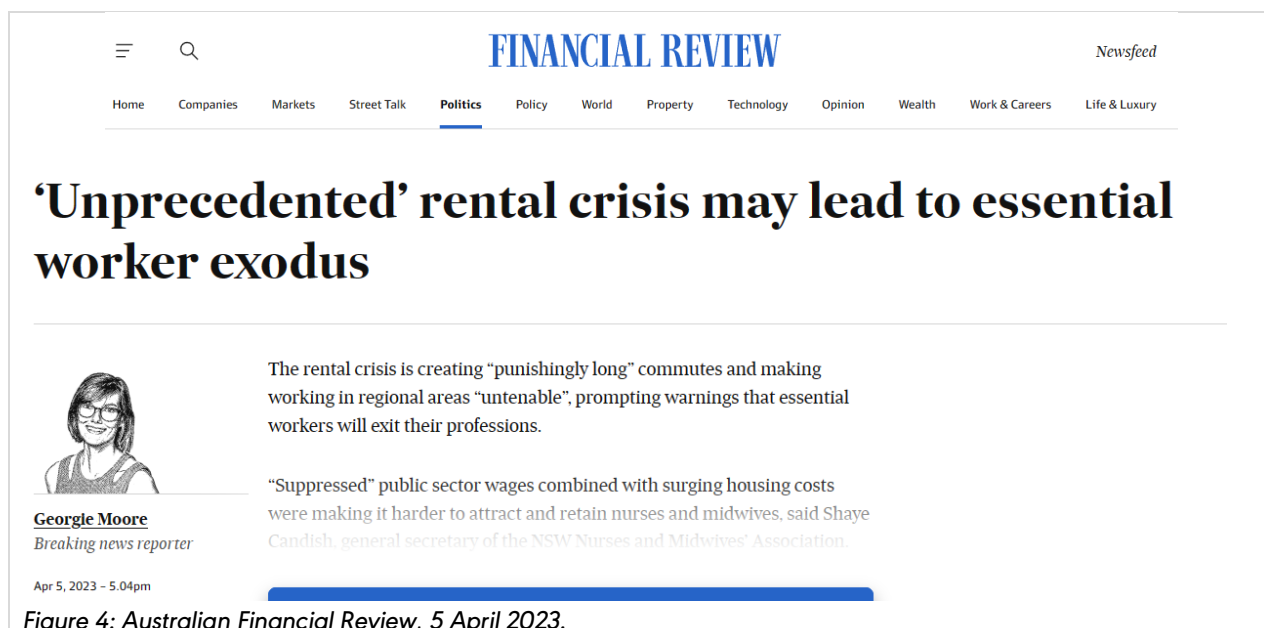 FINANCIAL REVIEW
Newsfeed
Home Companies Markets Street Talk Politics Policy World Property Technology Opinion Wealth Work & Careers Life & Luxury
‘Unprecedented’ rental crisis may lead to essential
worker exodus
The rental crisis is creating “punishingly long” commutes and making
working in regional areas “untenable”, prompting warnings that essential
workers will exit their professions.
“Suppressed” public sector wages combined with surging housing costs
were making it harder to attract and retain nurses and midwives, said Shaye
Candish, general secretary of the NSW Nurses and Midwives’ Association.
Georgie Moore
Breaking news reporter
Apr 5, 2023 – 5.04pm
Figure 4: Australian Financial Review, 5 April 2023.